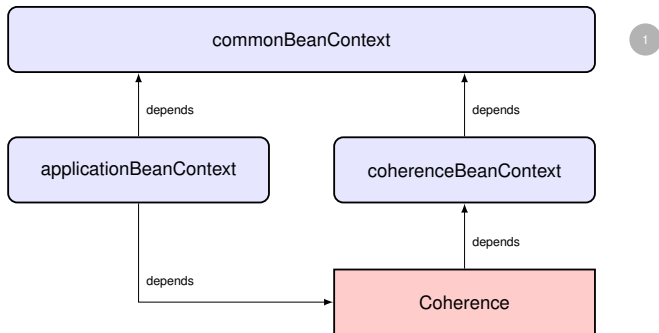 commonBeanContext
1
depends
depends
applicationBeanContext
coherenceBeanContext
depends
depends
Coherence